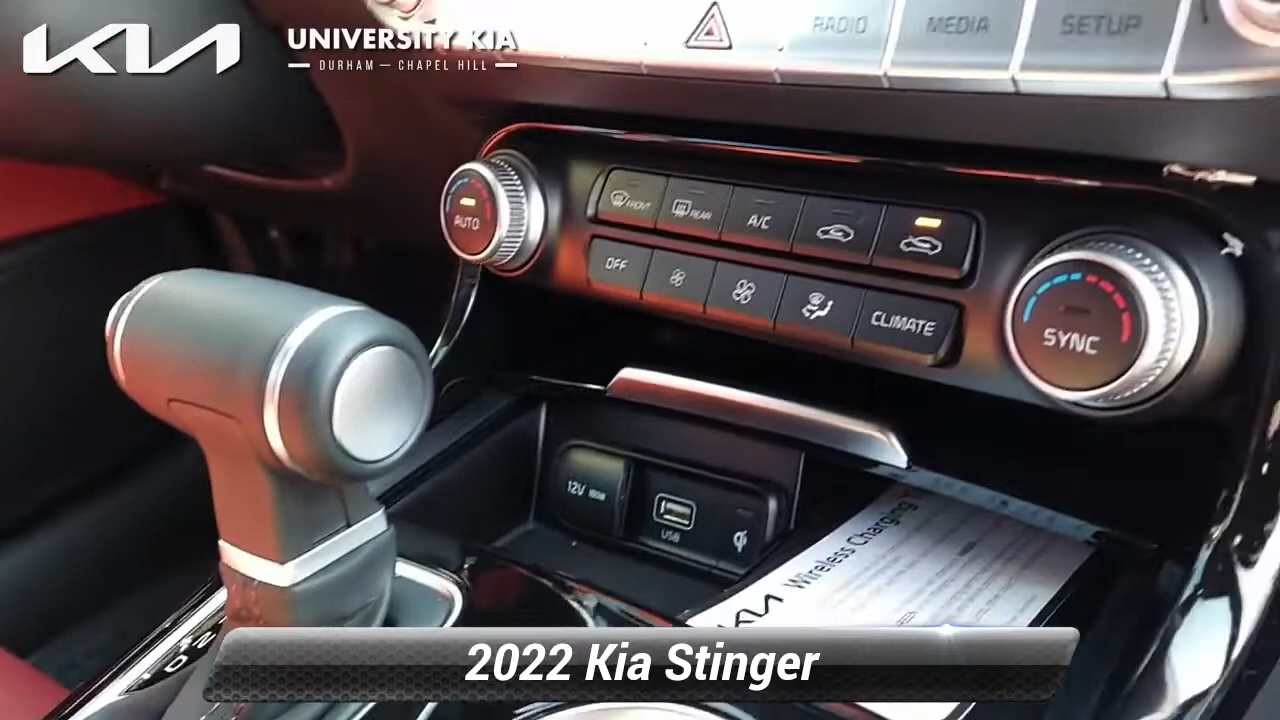 KIA
UNIVERSITY KIA
DURHAM — CHAPEL HILL
RADIO
MEDIA
SETUP
AUTO
FRONT
REAR
A/C
OFF
CLIMATE
SYNC
12V
USB
Wireless Charging
KIA
D
2022 Kia Stinger